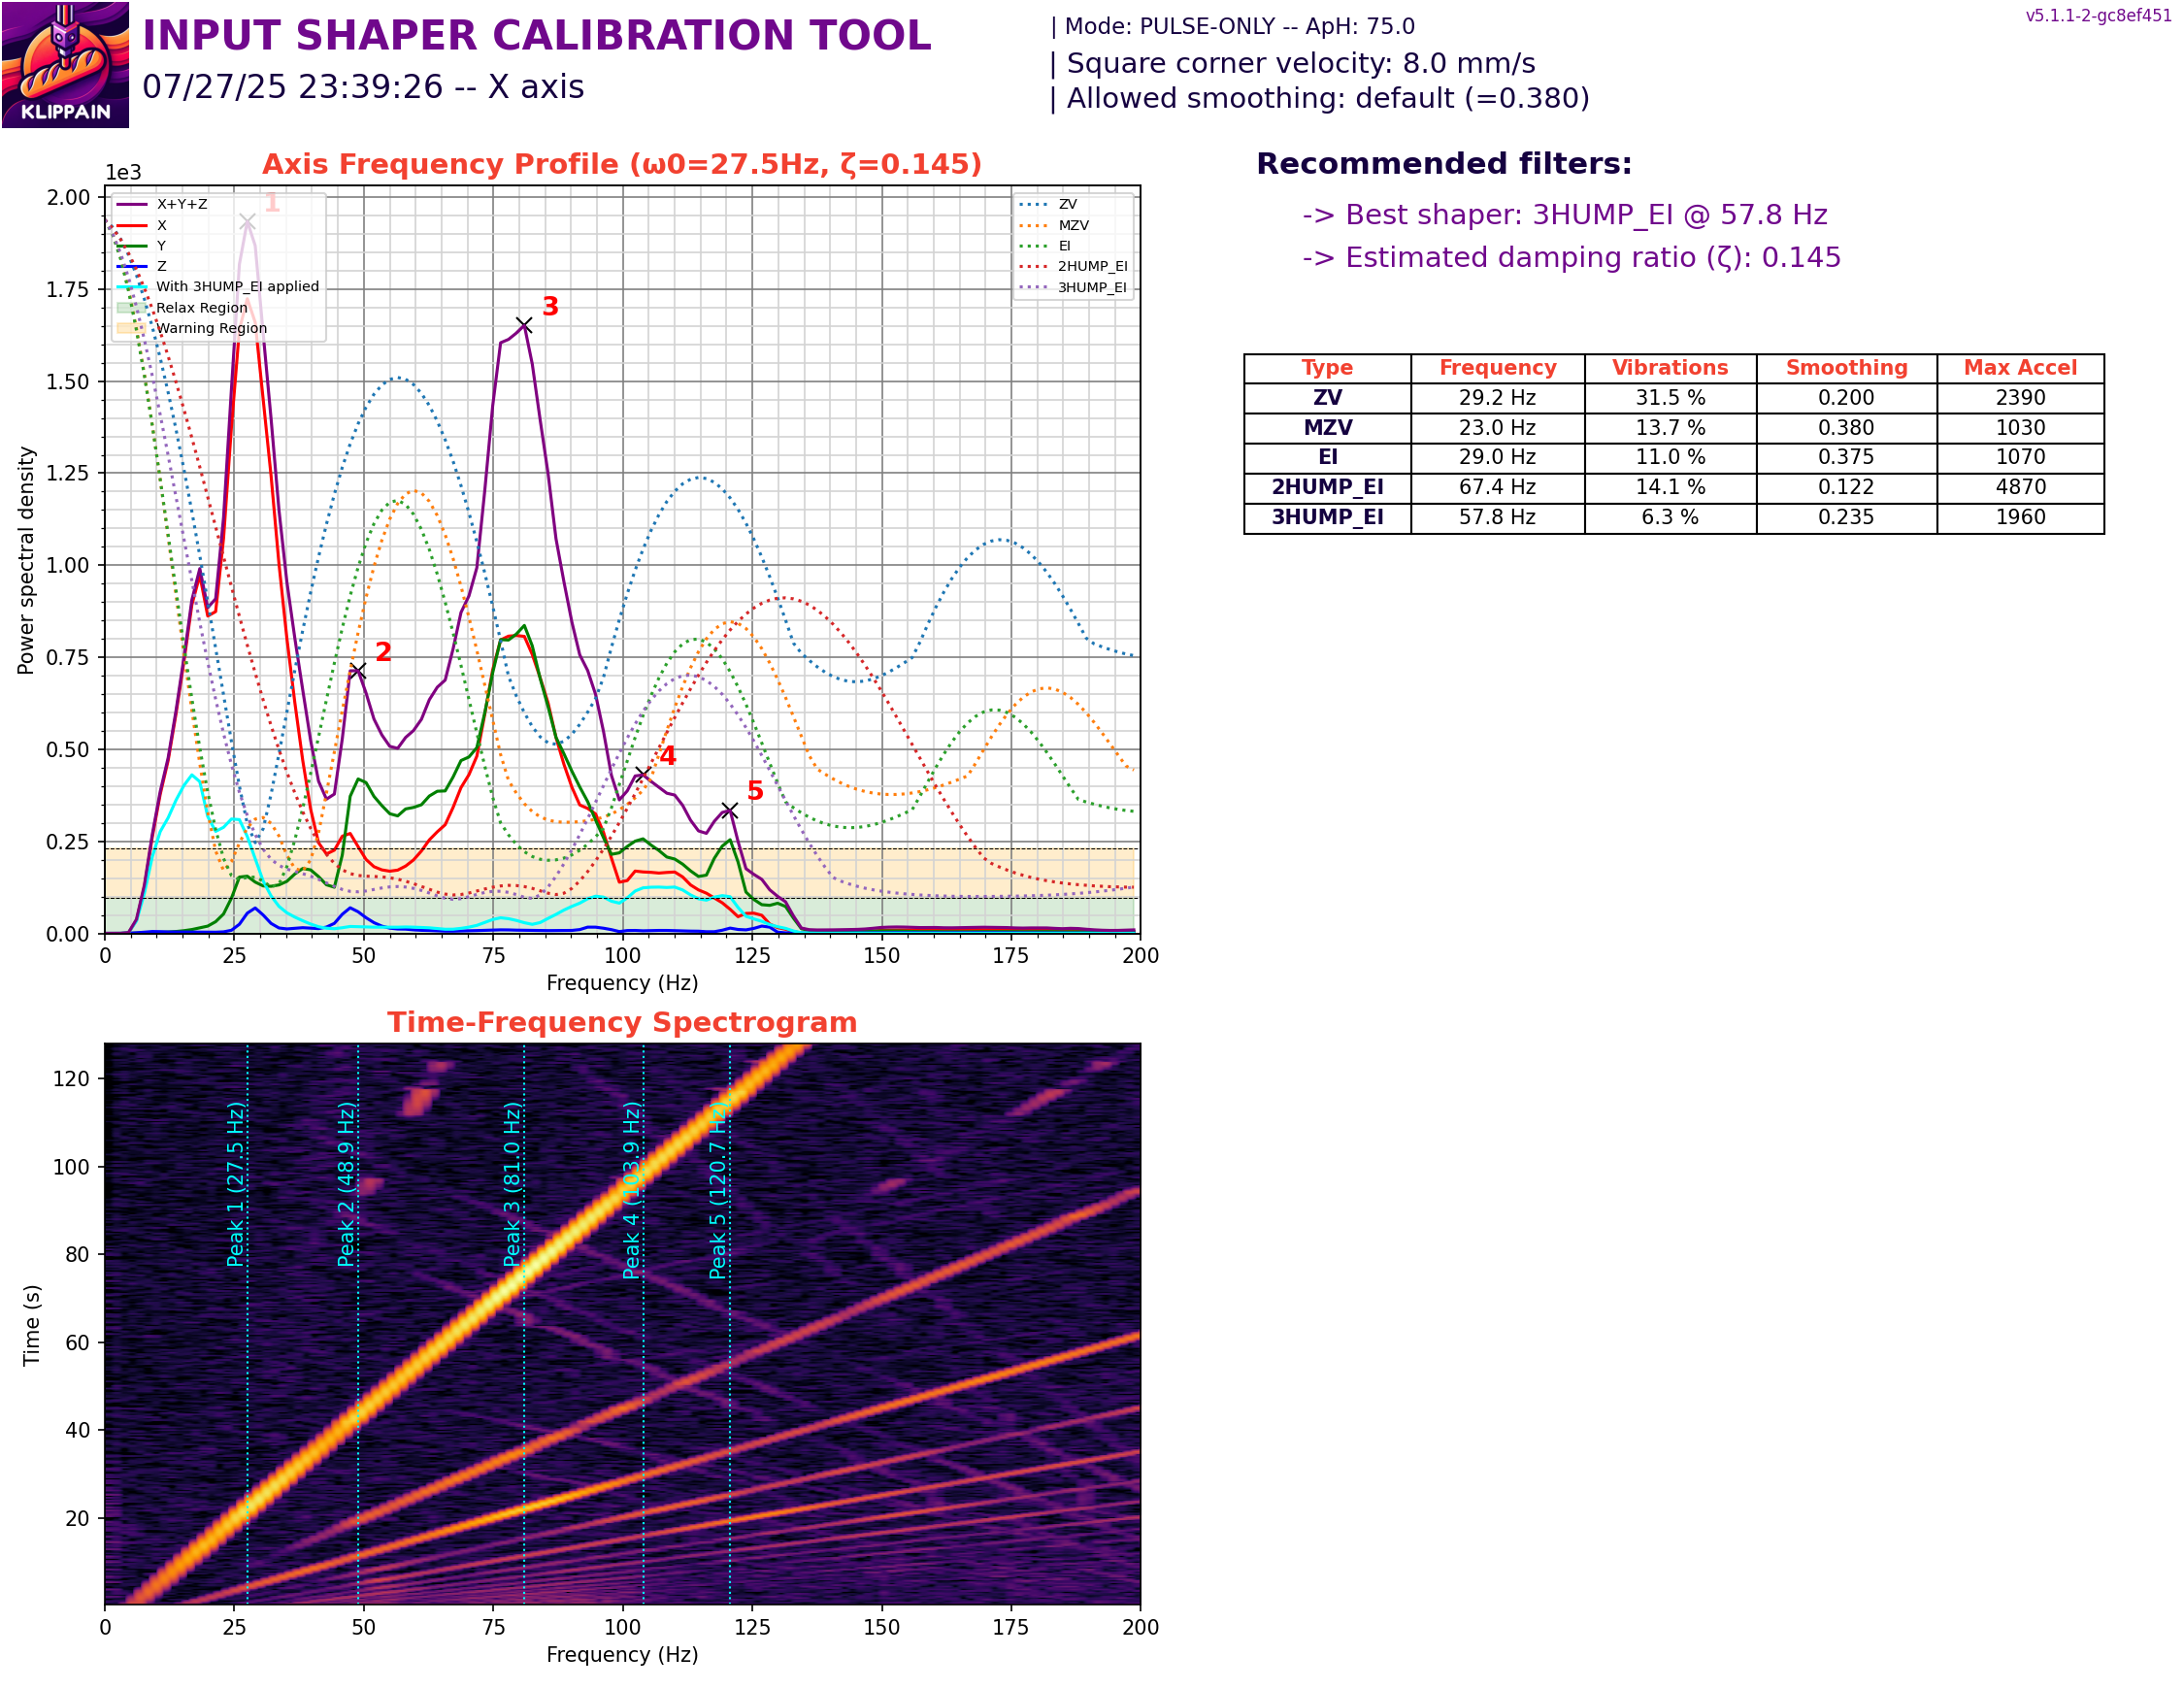 INPUT SHAPER CALIBRATION TOOL
07/27/25 23:39:26 -- X axis
KLIPPAIN
| Mode: PULSE-ONLY -- ApH: 75.0
| Square corner velocity: 8.0 mm/s
| Allowed smoothing: default (=0.380)
v5.1.1-2-gc8ef451
Axis Frequency Profile (ω0=27.5Hz, ζ=0.145)
1e3
2.00
1.75
1.50
1.25
1.00
0.75
0.50
0.25
0.00
Power spectral density
X+Y+Z
X
Y
Z
With 3HUMP_EI applied
Relax Region
Warning Region
ZV
MZV
EI
2HUMP_EI
3HUMP_EI
1
2
3
4
5
0 25 50 75 100 125 150 175 200
Frequency (Hz)
Recommended filters:
-> Best shaper: 3HUMP_EI @ 57.8 Hz
-> Estimated damping ratio (ζ): 0.145
Type Frequency Vibrations Smoothing Max Accel
ZV 29.2 Hz 31.5 % 0.200 2390
MZV 23.0 Hz 13.7 % 0.380 1030
EI 29.0 Hz 11.0 % 0.375 1070
2HUMP_EI 67.4 Hz 14.1 % 0.122 4870
3HUMP_EI 57.8 Hz 6.3 % 0.235 1960
Time-Frequency Spectrogram
120
100
80
60
40
20
Time (s)
Peak 1 (27.5 Hz)
Peak 2 (48.9 Hz)
Peak 3 (81.0 Hz)
Peak 4 (103.9 Hz)
Peak 5 (120.7 Hz)
0 25 50 75 100 125 150 175 200
Frequency (Hz)